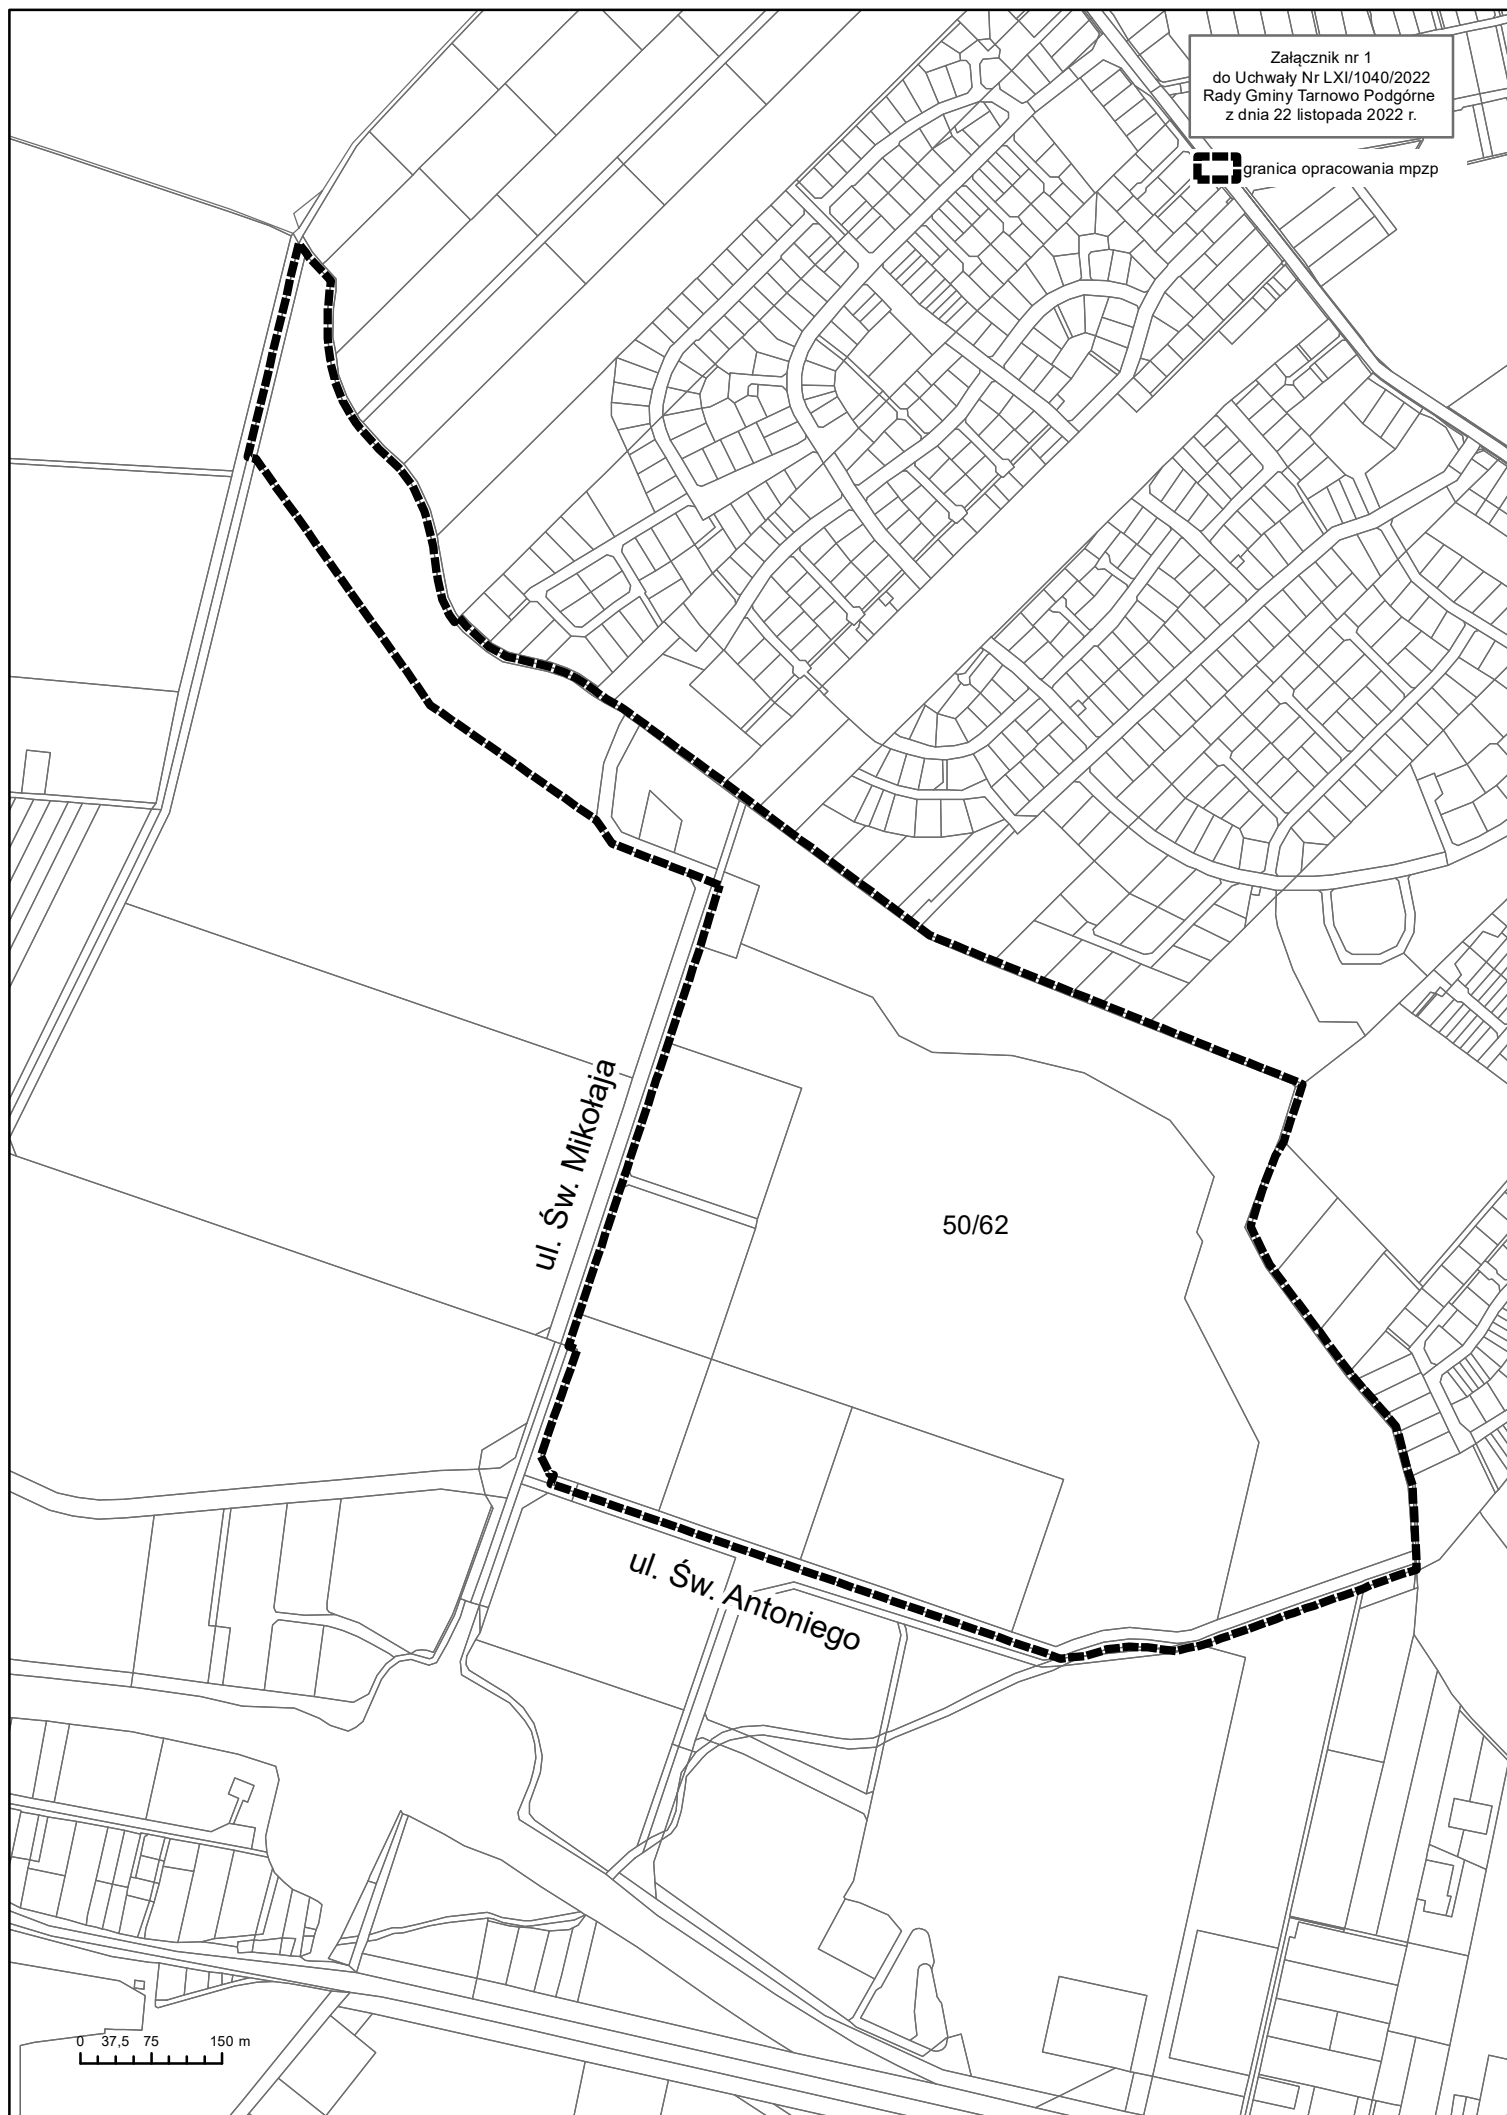 Załącznik nr 1
do Uchwały Nr LXI/1040/2022
Rady Gminy Tarnowo Podgórne
z dnia 22 listopada 2022 r.
granica opracowania mpzp
ul. Św. Mikołaja
50/62
ul. Św. Antoniego
0 37,5 75 150 m